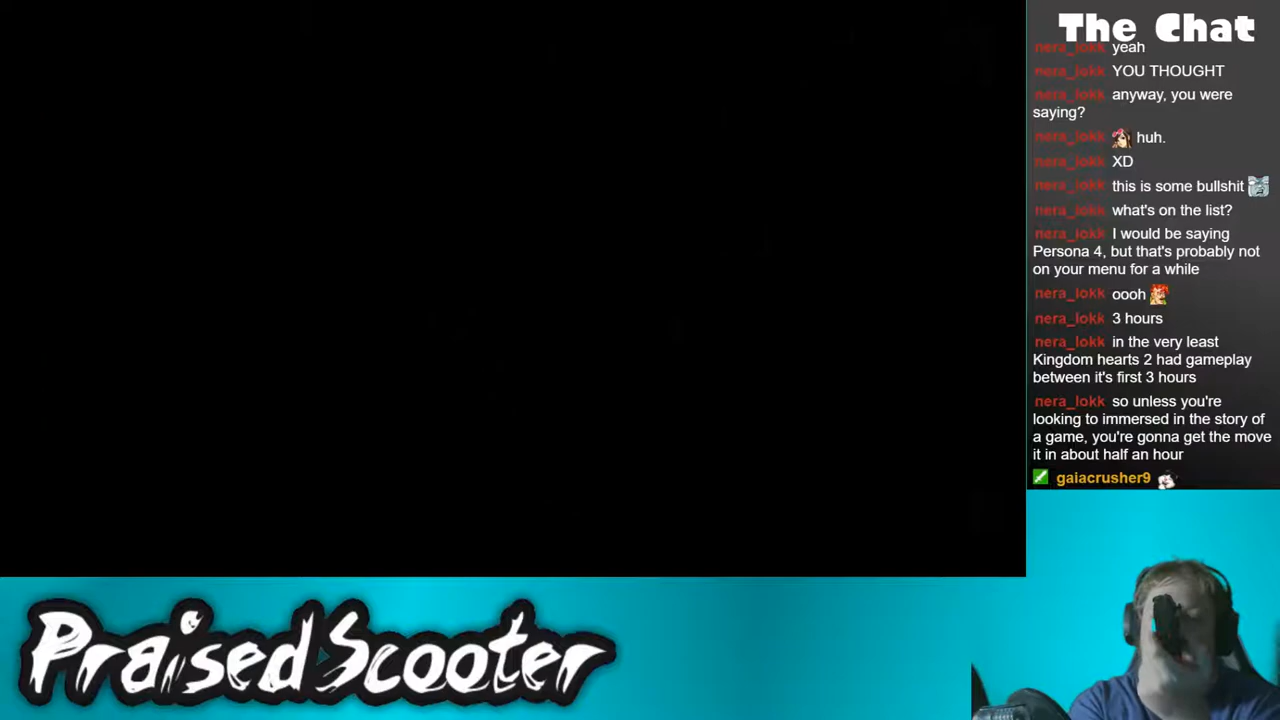 The Chat
nera_lokk yeah
nera_lokk YOU THOUGHT
nera_lokk anyway, you were
saying?
nera_lokk huh.
nera_lokk XD
nera_lokk this is some bullshit
nera_lokk what's on the list?
nera_lokk I would be saying
Persona 4, but that's probably not
on your menu for a while
nera_lokk oooh
nera_lokk 3 hours
nera_lokk in the very least
Kingdom hearts 2 had gameplay
between it's first 3 hours
nera_lokk so unless you're
looking to immersed in the story of
a game, you're gonna get the move
it in about half an hour
gaiacrusher9
PraisedScooter